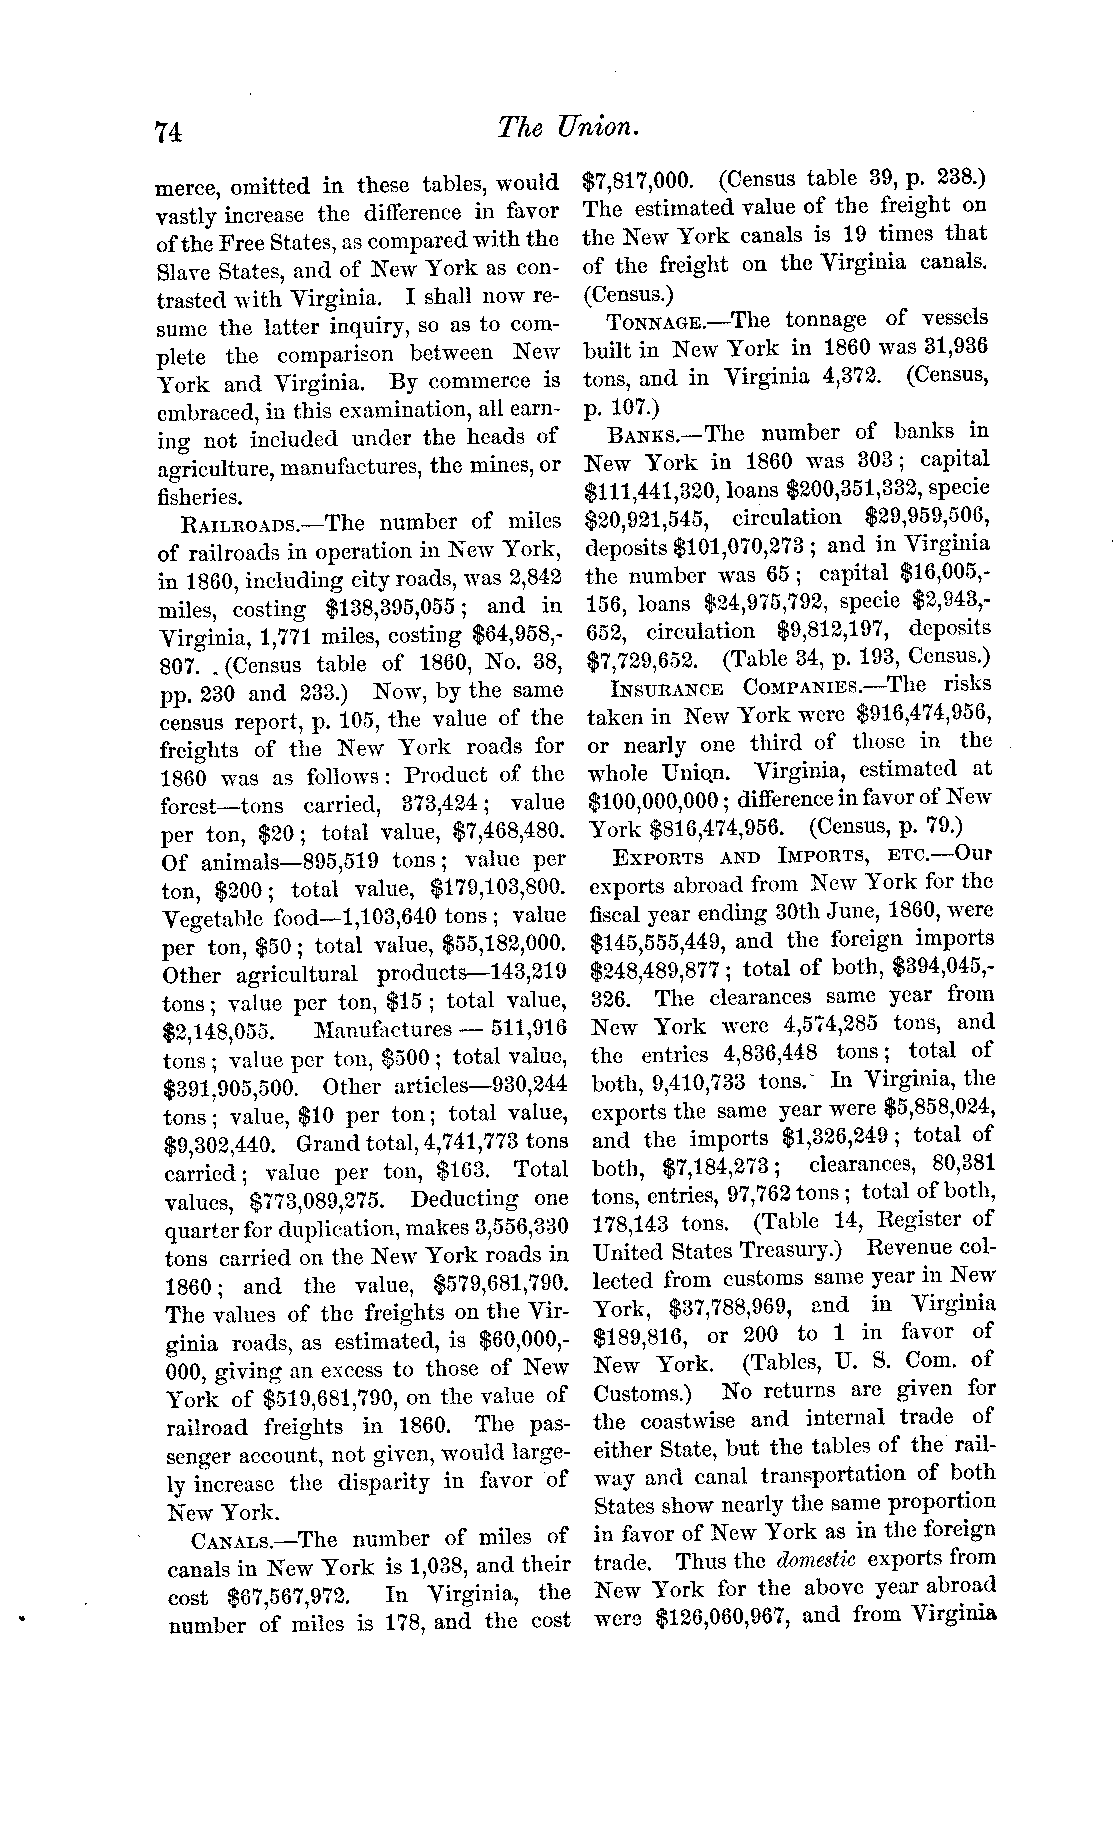 74
The Union.
merce, omitted in these tables, would
vastly increase the difference in favor
of the Free States, as compared with the
Slave States, and of New York as con-
trasted with Virginia. I shall now re-
sume the latter inquiry, so as to com-
plete the comparison between New
York and Virginia. By commerce is
embraced, in this examination, all earn-
ing not included under the heads of
agriculture, manufactures, the mines, or
fisheries.
RAILROADS.—The number of miles
of railroads in operation in New York,
in 1860, including city roads, was 2,842
miles, costing $138,395,055; and in
Virginia, 1,771 miles, costing $64,958,-
807. (Census table of 1860, No. 38,
pp. 230 and 233.) Now, by the same
census report, p. 105, the value of the
freights of the New York roads for
1860 was as follows: Product of the
forest—tons carried, 373,424; value
per ton, $20; total value, $7,468,480.
Of animals—895,519 tons; value per
ton, $200; total value, $179,103,800.
Vegetable food—1,103,640 tons; value
per ton, $50; total value, $55,182,000.
Other agricultural products—143,219
tons; value per ton, $15; total value,
$2,148,055. Manufactures — 511,916
tons; value per ton, $500; total value,
$391,905,500. Other articles—930,244
tons; value, $10 per ton; total value,
$9,302,440. Grand total, 4,741,773 tons
carried; value per ton, $163. Total
values, $773,089,275. Deducting one
quarter for duplication, makes 3,556,330
tons carried on the New York roads in
1860; and the value, $579,681,790.
The values of the freights on the Vir-
ginia roads, as estimated, is $60,000,-
000, giving an excess to those of New
York of $519,681,790, on the value of
railroad freights in 1860. The pas-
senger account, not given, would large-
ly increase the disparity in favor of
New York.
CANALS.—The number of miles of
canals in New York is 1,038, and their
cost $67,567,972. In Virginia, the
number of miles is 178, and the cost
$7,817,000. (Census table 39, p. 238.)
The estimated value of the freight on
the New York canals is 19 times that
of the freight on the Virginia canals.
(Census.)
TONNAGE.—The tonnage of vessels
built in New York in 1860 was 31,936
tons, and in Virginia 4,372. (Census,
p. 107.)
BANKS.—The number of banks in
New York in 1860 was 303; capital
$111,441,320, loans $200,351,332, specie
$20,921,545, circulation $29,959,506,
deposits $101,070,273; and in Virginia
the number was 65; capital $16,005,-
156, loans $24,975,792, specie $2,943,-
652, circulation $9,812,197, deposits
$7,729,652. (Table 34, p. 193, Census.)
INSURANCE COMPANIES.—The risks
taken in New York were $916,474,956,
or nearly one third of those in the
whole Union. Virginia, estimated at
$100,000,000; difference in favor of New
York $816,474,956. (Census, p. 79.)
EXPORTS AND IMPORTS, ETC.—Our
exports abroad from New York for the
fiscal year ending 30th June, 1860, were
$145,555,449, and the foreign imports
$248,489,877; total of both, $394,045,-
326. The clearances same year from
New York were 4,574,285 tons, and
the entries 4,836,448 tons; total of
both, 9,410,733 tons. In Virginia, the
exports the same year were $5,858,024,
and the imports $1,326,249; total of
both, $7,184,273; clearances, 80,381
tons, entries, 97,762 tons; total of both,
178,143 tons. (Table 14, Register of
United States Treasury.) Revenue col-
lected from customs same year in New
York, $37,788,969, and in Virginia
$189,816, or 200 to 1 in favor of
New York. (Tables, U. S. Com. of
Customs.) No returns are given for
the coastwise and internal trade of
either State, but the tables of the rail-
way and canal transportation of both
States show nearly the same proportion
in favor of New York as in the foreign
trade. Thus the domestic exports from
New York for the above year abroad
were $126,060,967, and from Virginia